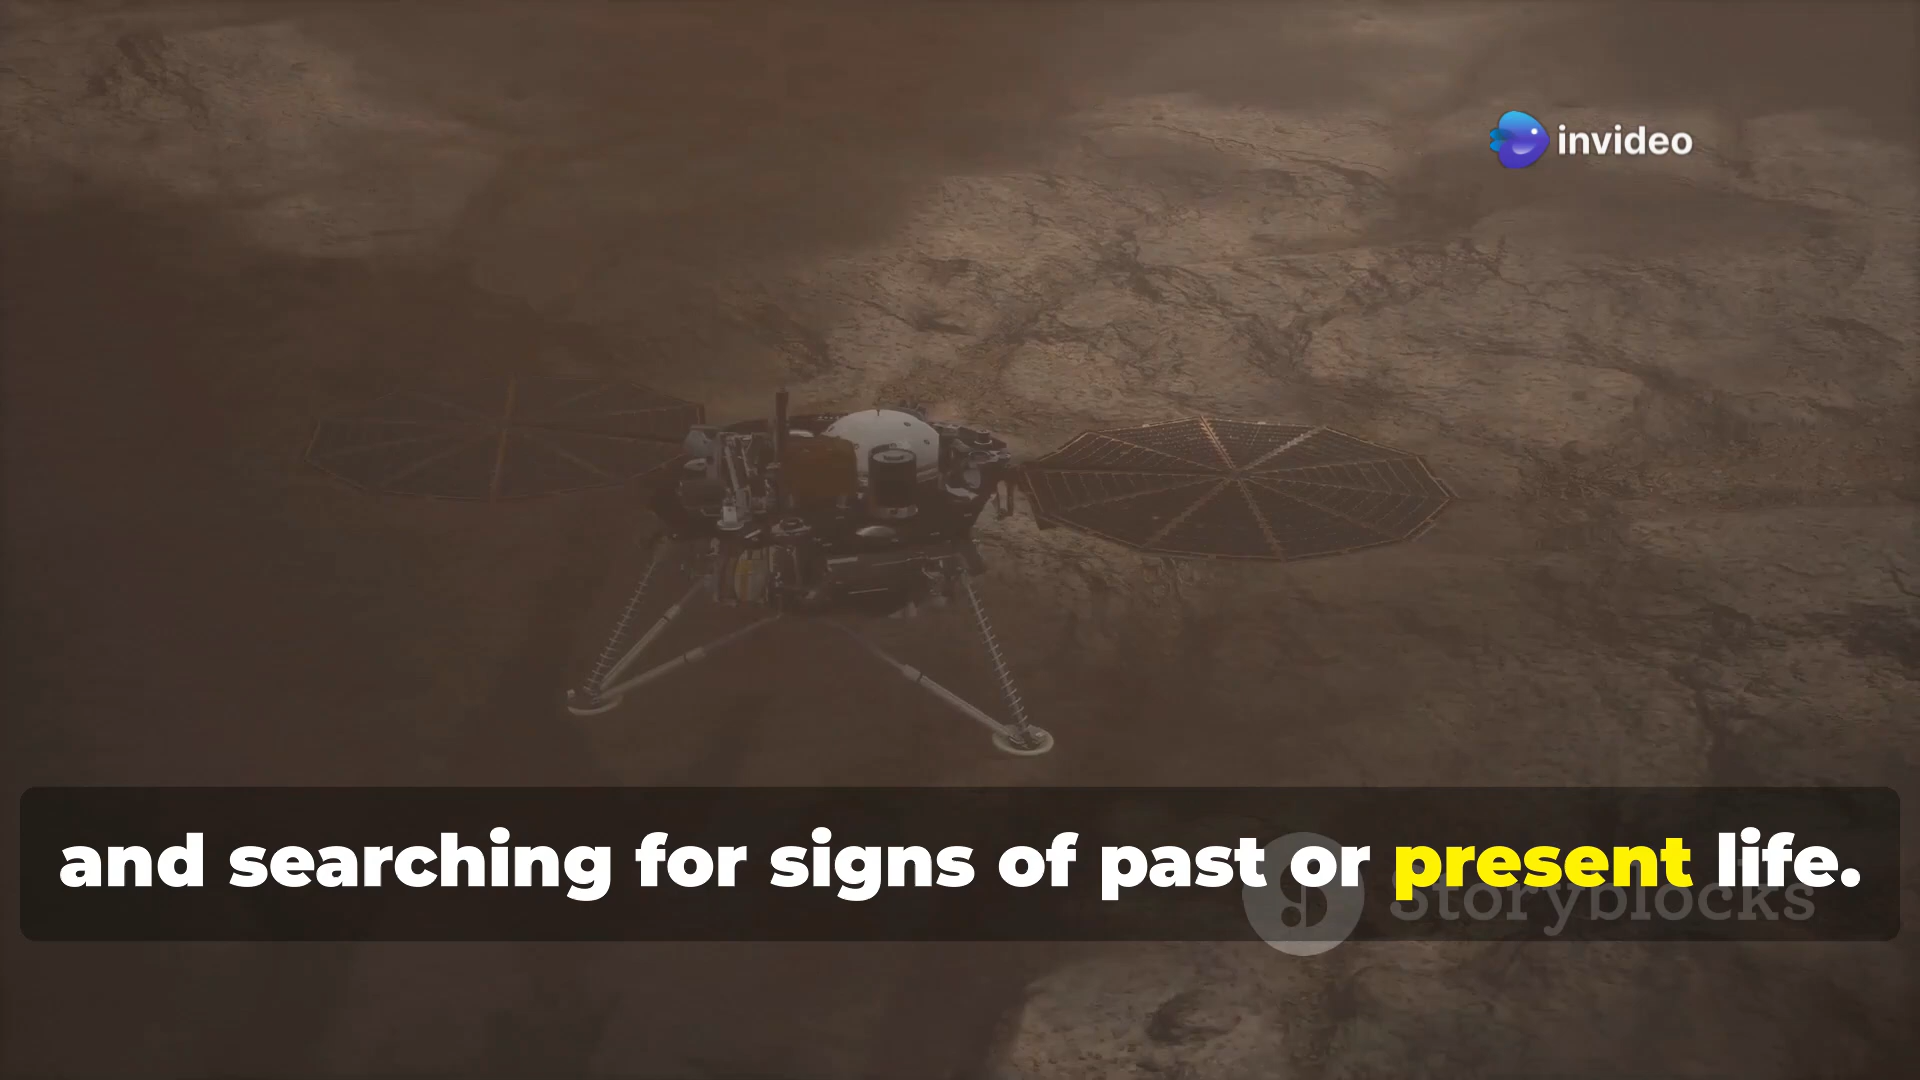 invideo
and searching for signs of past or present life.
Storyblocks